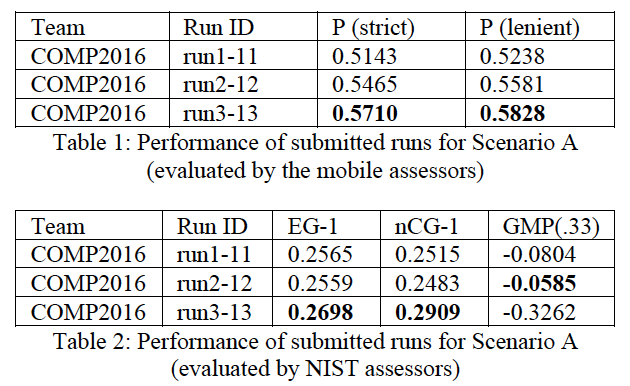 Team Run ID P (strict) P (lenient)
COMP2016 run1-11 0.5143 0.5238
COMP2016 run2-12 0.5465 0.5581
COMP2016 run3-13 0.5710 0.5828
Table 1: Performance of submitted runs for Scenario A
(evaluated by the mobile assessors)
Team Run ID EG-1 nCG-1 GMP(.33)
COMP2016 run1-11 0.2565 0.2515 -0.0804
COMP2016 run2-12 0.2559 0.2483 -0.0585
COMP2016 run3-13 0.2698 0.2909 -0.3262
Table 2: Performance of submitted runs for Scenario A
(evaluated by NIST assessors)